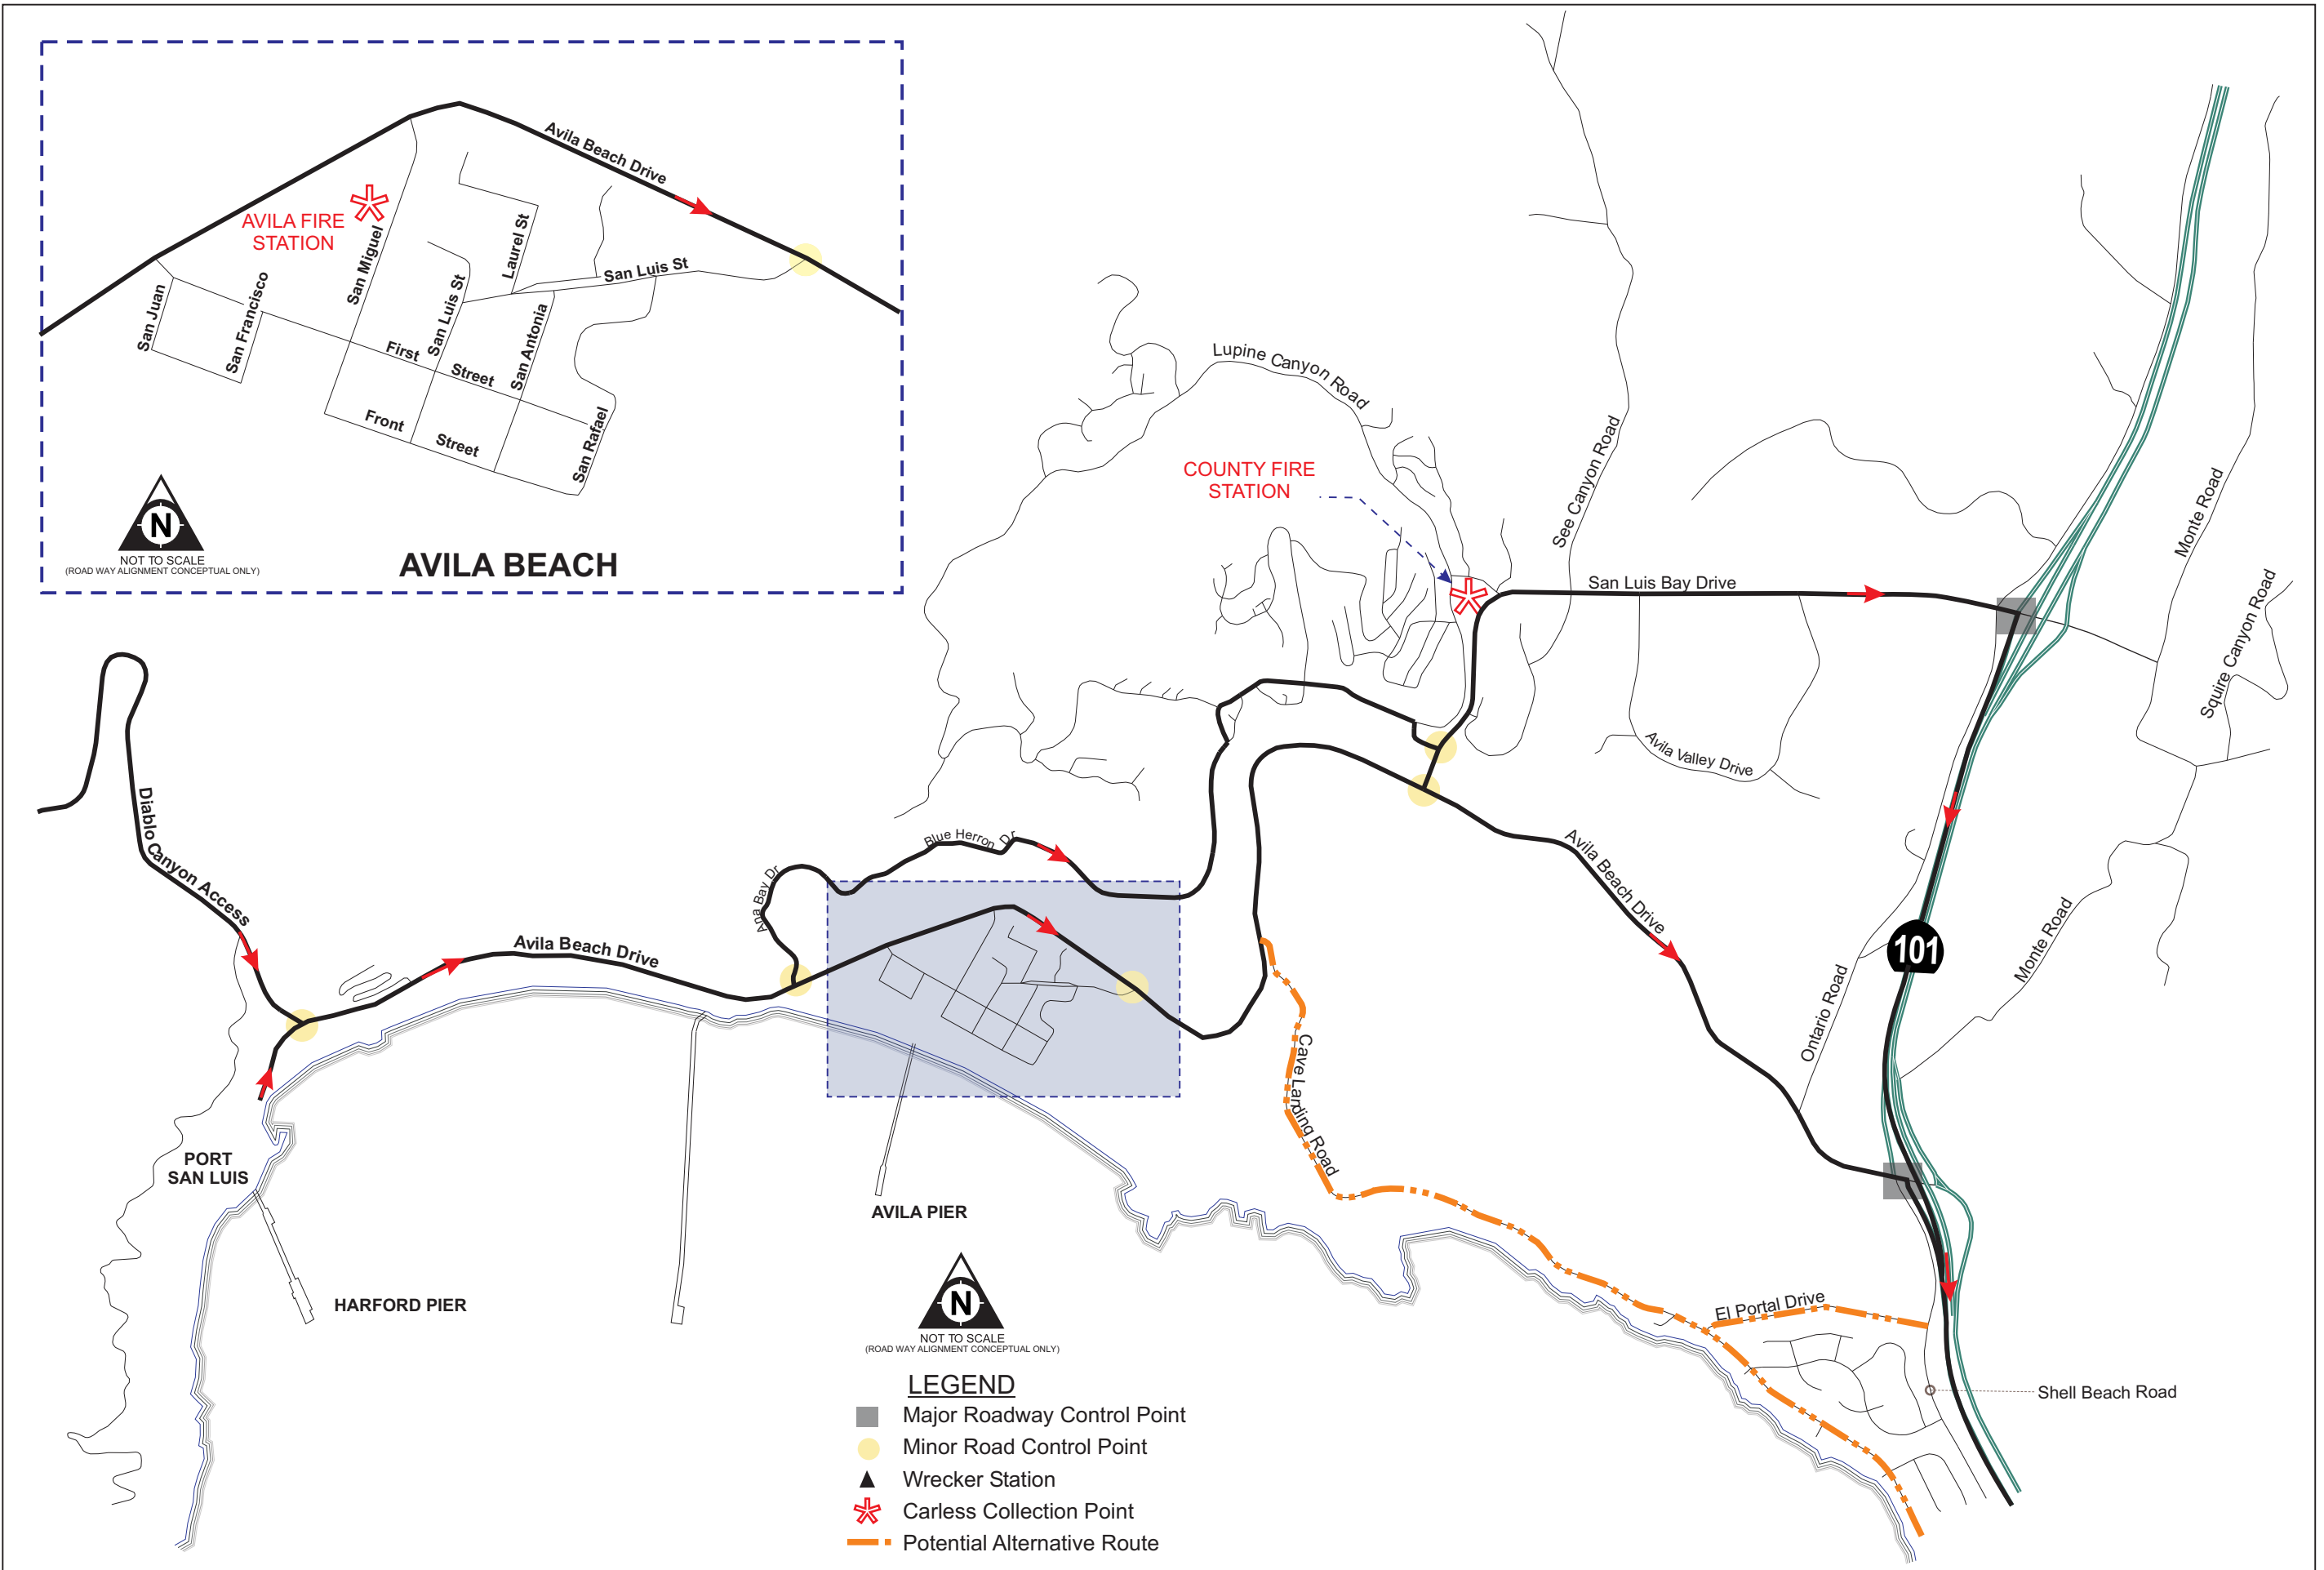 Avila Beach Drive
AVILA FIRE
STATION
San Miguel
Laurel St
San Luis St
San Luis St
San Juan
San Francisco
San Antonia
First
Street
Front
Street
San Rafael
N
NOT TO SCALE
(ROAD WAY ALIGNMENT CONCEPTUAL ONLY)
AVILA BEACH
Lupine Canyon Road
COUNTY FIRE
STATION
See Canyon Road
San Luis Bay Drive
Monte Road
Squire Canyon Road
Avila Valley Drive
Diablo Canyon Access
Blue Herron Dr
Ana Bay Dr
Avila Beach Drive
Avila Beach Drive
101
Monte Road
Ontario Road
Cave Landing Road
PORT
SAN LUIS
AVILA PIER
HARFORD PIER
El Portal Drive
Shell Beach Road
N
NOT TO SCALE
(ROAD WAY ALIGNMENT CONCEPTUAL ONLY)
LEGEND
Major Roadway Control Point
Minor Road Control Point
Wrecker Station
Carless Collection Point
Potential Alternative Route